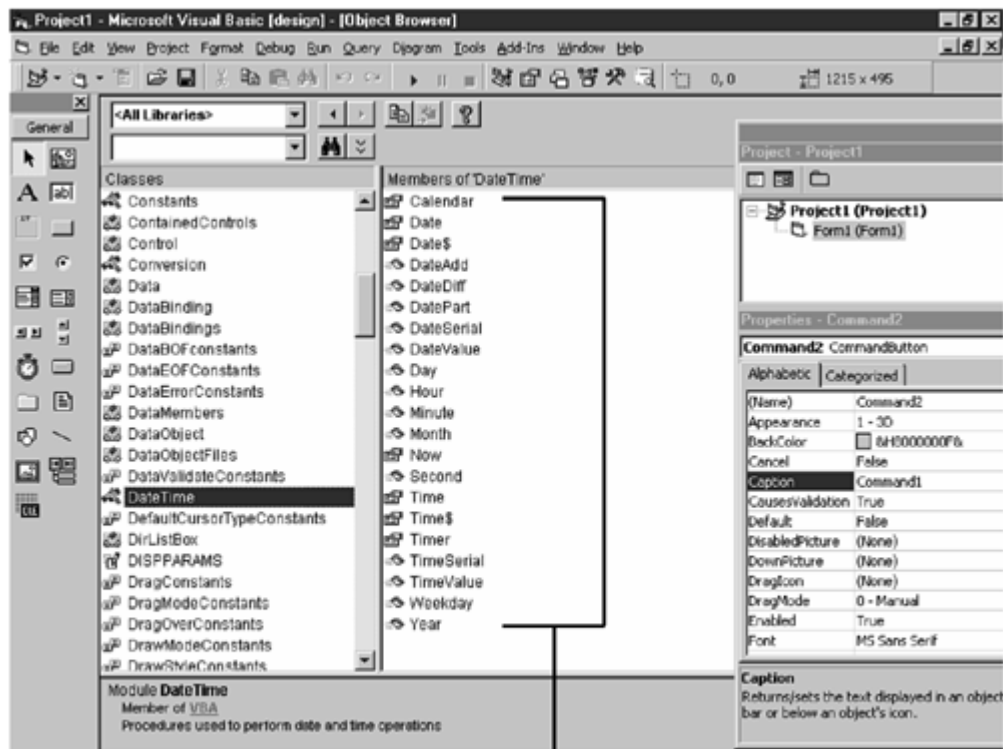 Project1 - Microsoft Visual Basic [design] - [Object Browser]
File Edit View Project Format Debug Run Query Diagram Tools Add-Ins Window Help
0, 0
1215 x 495
General
<All Libraries>
Classes
Constants
ContainedControls
Control
Conversion
Data
DataBinding
DataBindings
DataBOFconstants
DataEOFConstants
DataErrorConstants
DataMembers
DataObject
DataObjectFiles
DataValidateConstants
DateTime
DefaultCursorTypeConstants
DirListBox
DISPPARAMS
DragConstants
DragModeConstants
DragOverConstants
DrawModeConstants
DrawStyleConstants
Members of 'DateTime'
Calendar
Date
Date$
DateAdd
DateDiff
DatePart
DateSerial
DateValue
Day
Hour
Minute
Month
Now
Second
Time
Time$
Timer
TimeSerial
TimeValue
Weekday
Year
Module DateTime
Member of VBA
Procedures used to perform date and time operations
Project - Project1
Project1 (Project1)
Form1 (Form1)
Properties - Command2
Command2 CommandButton
Alphabetic Categorized
(Name) Command2
Appearance 1 - 3D
BackColor &H8000000F&
Cancel False
Caption Command1
CausesValidation True
Default False
DisabledPicture (None)
DownPicture (None)
DragIcon (None)
DragMode 0 - Manual
Enabled True
Font MS Sans Serif
Caption
Returns/sets the text displayed in an object
bar or below an object's icon.